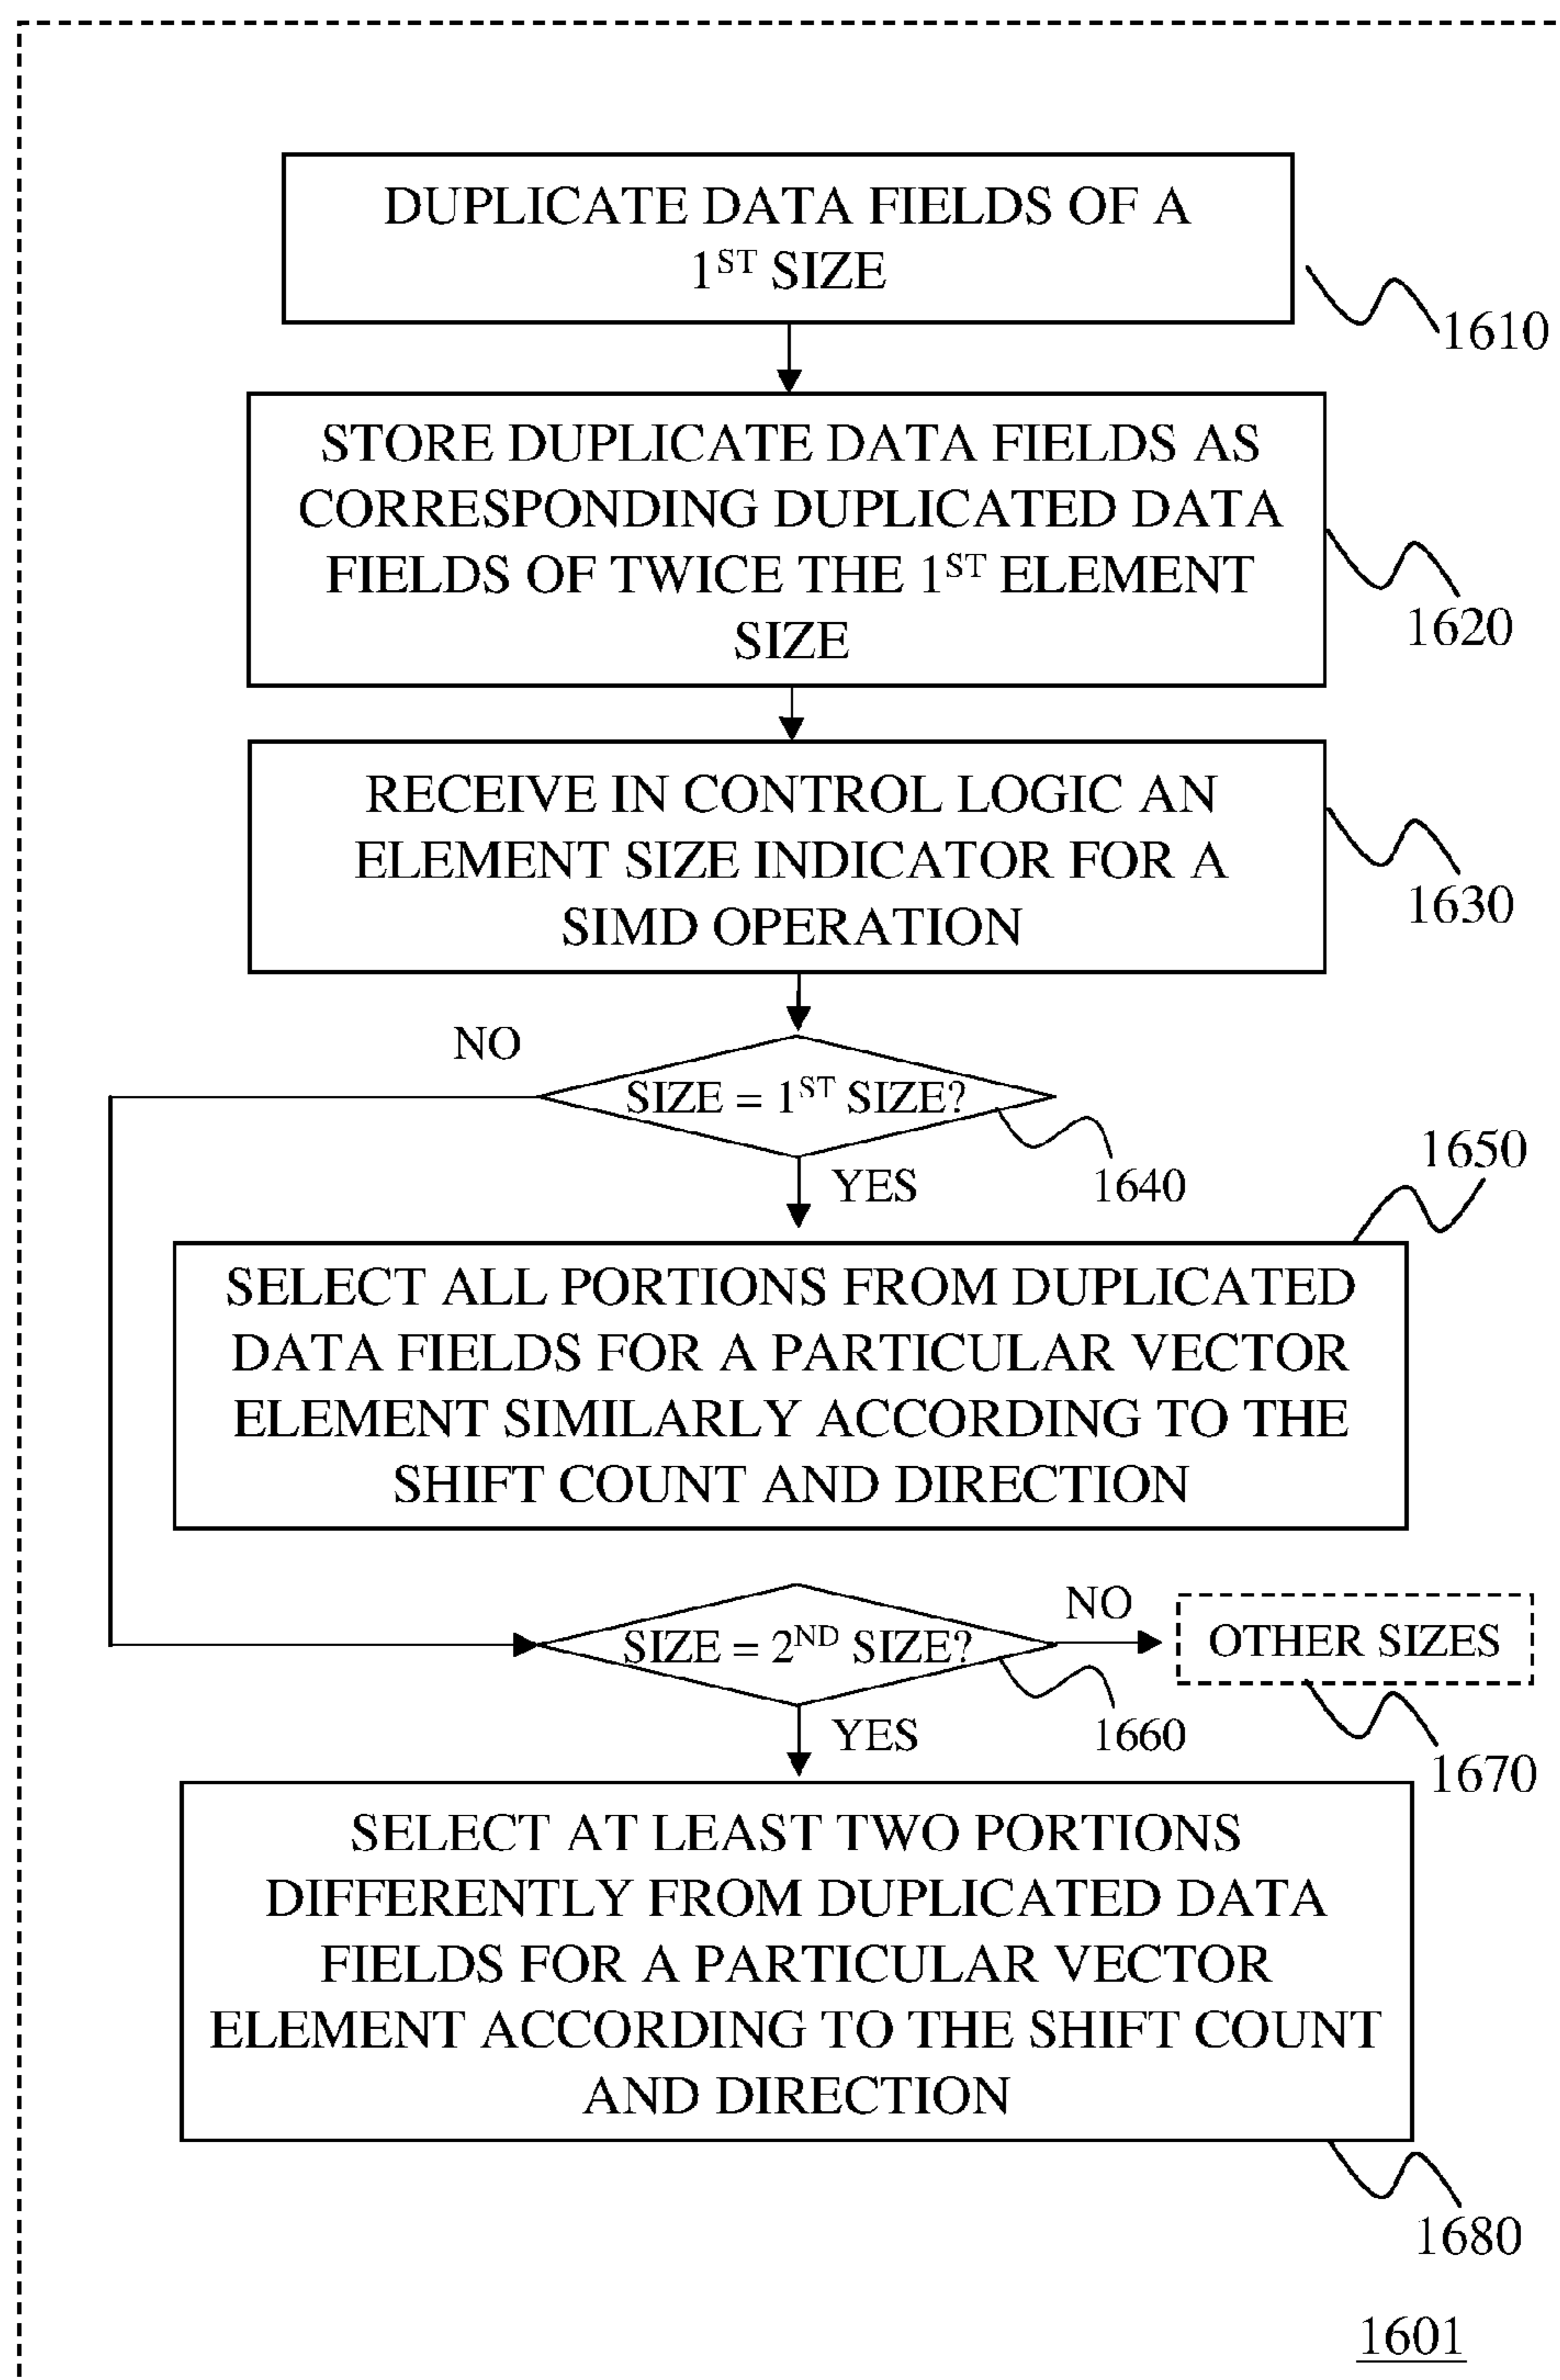 DUPLICATE DATA FIELDS OF A
1ST SIZE
1610
STORE DUPLICATE DATA FIELDS AS
CORRESPONDING DUPLICATED DATA
FIELDS OF TWICE THE 1ST ELEMENT
SIZE
1620
RECEIVE IN CONTROL LOGIC AN
ELEMENT SIZE INDICATOR FOR A
SIMD OPERATION
1630
NO
SIZE = 1ST SIZE?
1640
YES
1650
SELECT ALL PORTIONS FROM DUPLICATED
DATA FIELDS FOR A PARTICULAR VECTOR
ELEMENT SIMILARLY ACCORDING TO THE
SHIFT COUNT AND DIRECTION
SIZE = 2ND SIZE?
NO
OTHER SIZES
1660
YES
1670
SELECT AT LEAST TWO PORTIONS
DIFFERENTLY FROM DUPLICATED DATA
FIELDS FOR A PARTICULAR VECTOR
ELEMENT ACCORDING TO THE SHIFT COUNT
AND DIRECTION
1680
1601